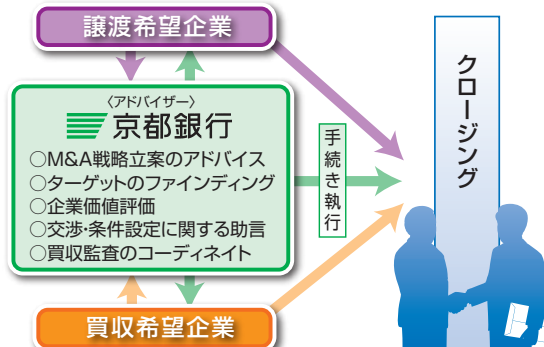 譲渡希望企業
〈アドバイザー〉
京都銀行
○M&A戦略立案のアドバイス
○ターゲットのファインディング
○企業価値評価
○交渉・条件設定に関する助言
○買収監査のコーディネイト
手続き執行
クロージング
買収希望企業